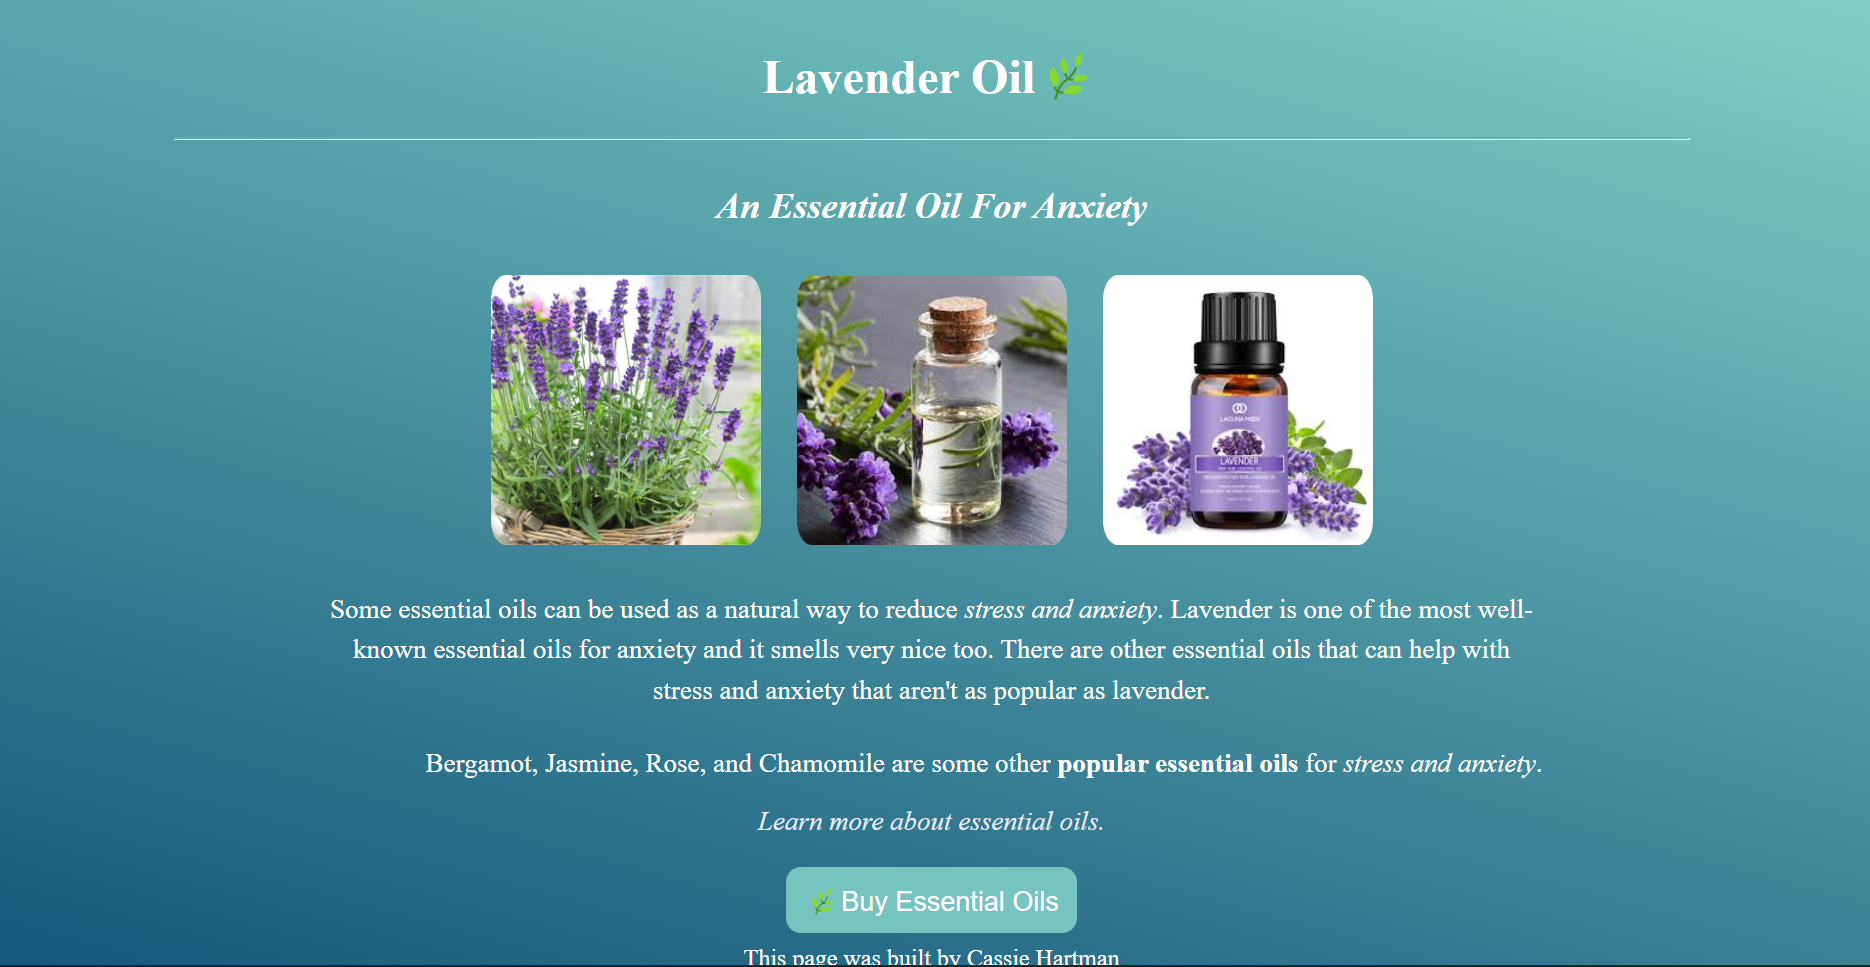 Lavender Oil 🌿
An Essential Oil For Anxiety
LAVENDER
Some essential oils can be used as a natural way to reduce stress and anxiety. Lavender is one of the most well-
known essential oils for anxiety and it smells very nice too. There are other essential oils that can help with
stress and anxiety that aren't as popular as lavender.
Bergamot, Jasmine, Rose, and Chamomile are some other popular essential oils for stress and anxiety.
Learn more about essential oils.
🌿 Buy Essential Oils
This page was built by Cassie Hartman